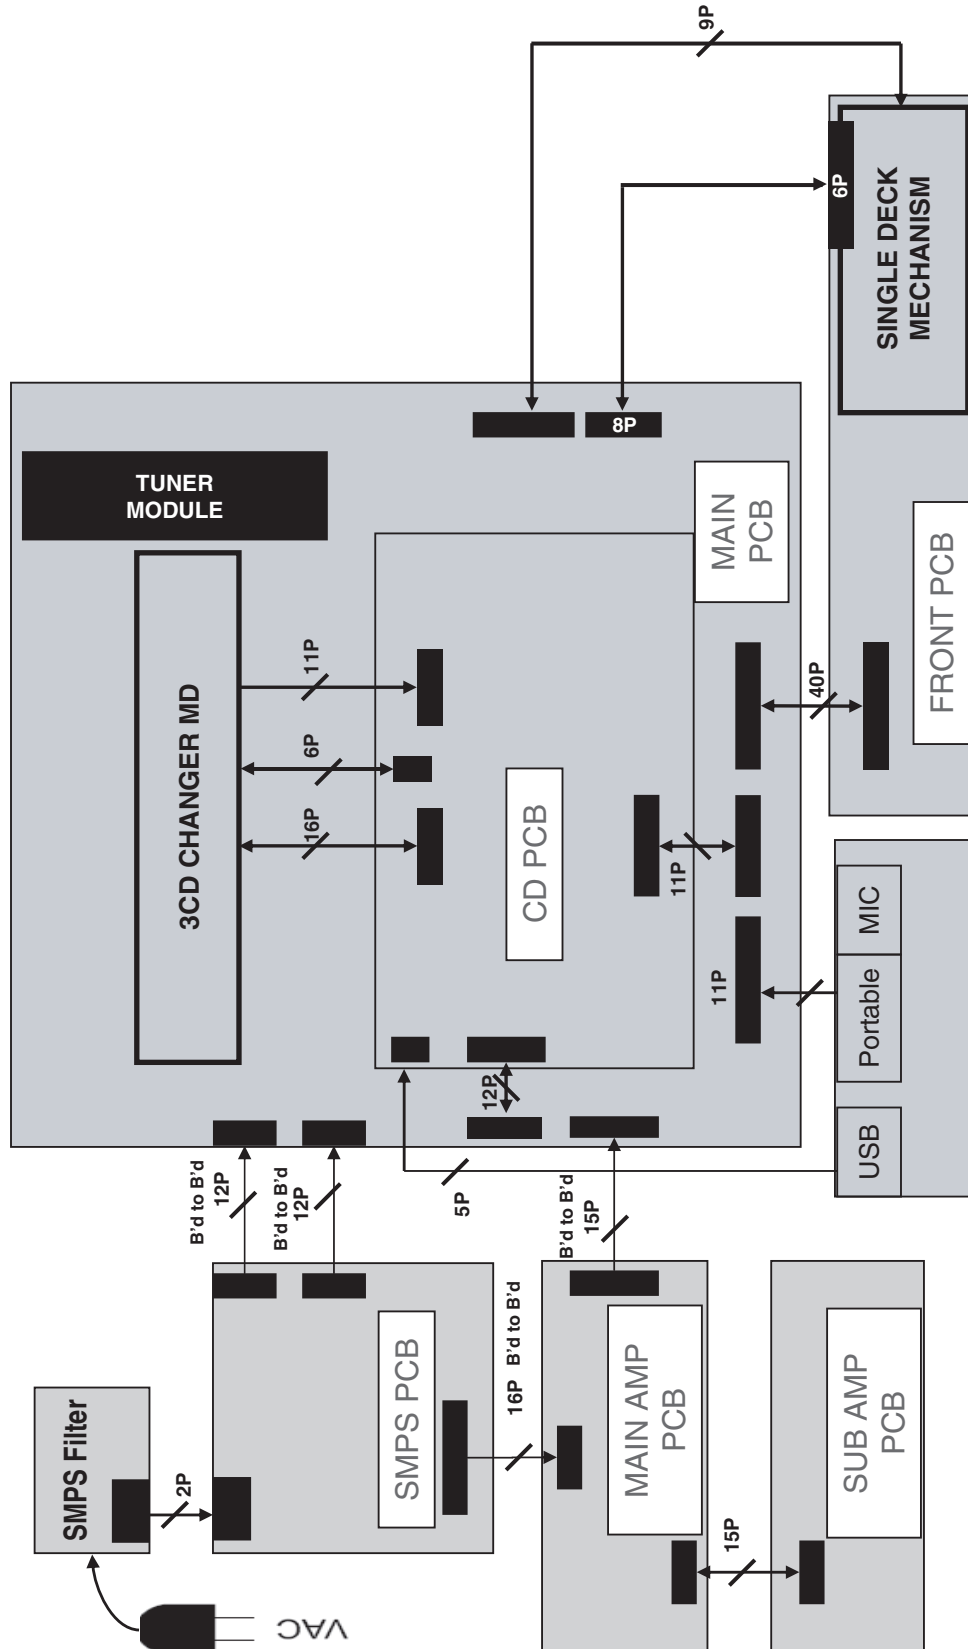 9P
6P
SINGLE DECK
MECHANISM
8P
TUNER
MODULE
MAIN
PCB
FRONT PCB
3CD CHANGER MD
11P
6P
16P
40P
CD PCB
11P
11P
MIC
Portable
USB
12P
5P
B'd to B'd
12P
B'd to B'd
12P
B'd to B'd
15P
SMPS Filter
2P
SMPS PCB
16P B'd to B'd
MAIN AMP
PCB
SUB AMP
PCB
15P
VAC